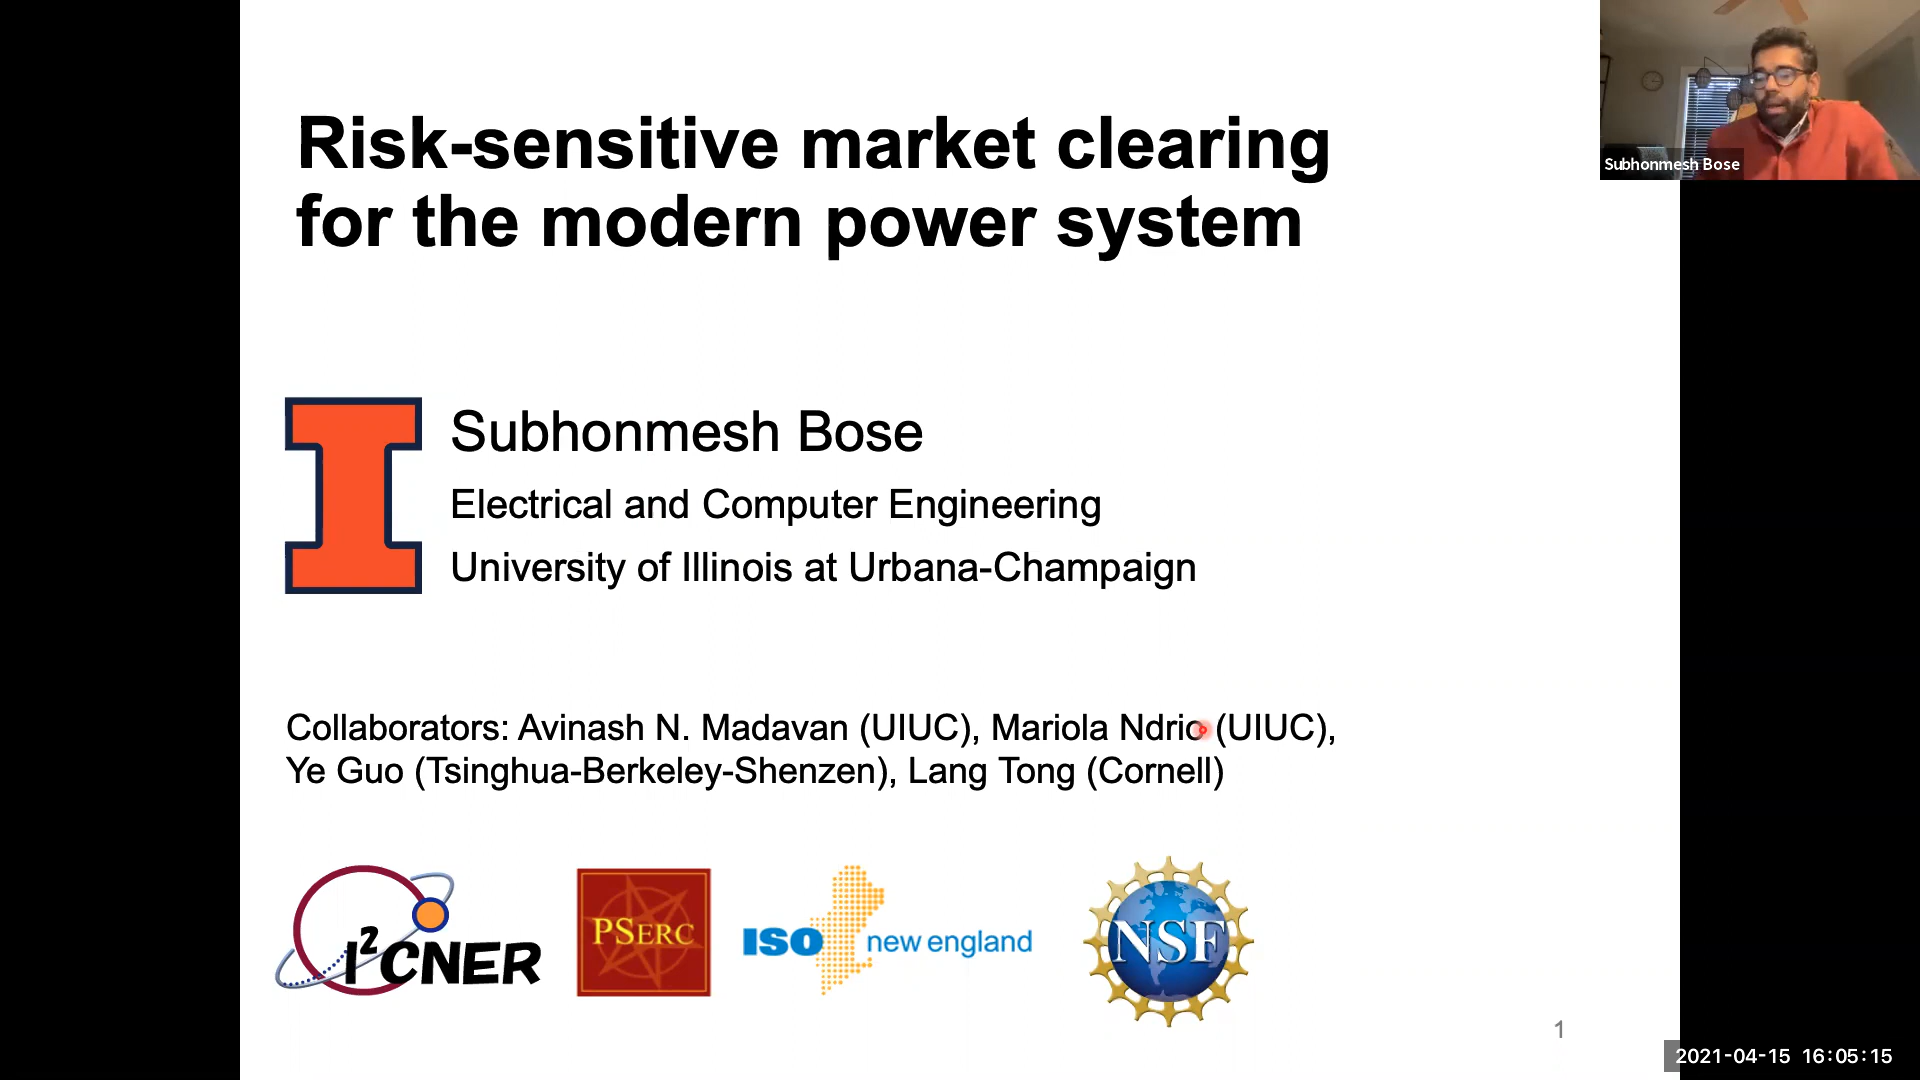 Risk-sensitive market clearing
for the modern power system
Subhonmesh Bose
Subhonmesh Bose
Electrical and Computer Engineering
University of Illinois at Urbana-Champaign
Collaborators: Avinash N. Madavan (UIUC), Mariola Ndrio (UIUC),
Ye Guo (Tsinghua-Berkeley-Shenzen), Lang Tong (Cornell)
I²CNER
PSERC
ISO new england
NSF
1
2021-04-15 16:05:15